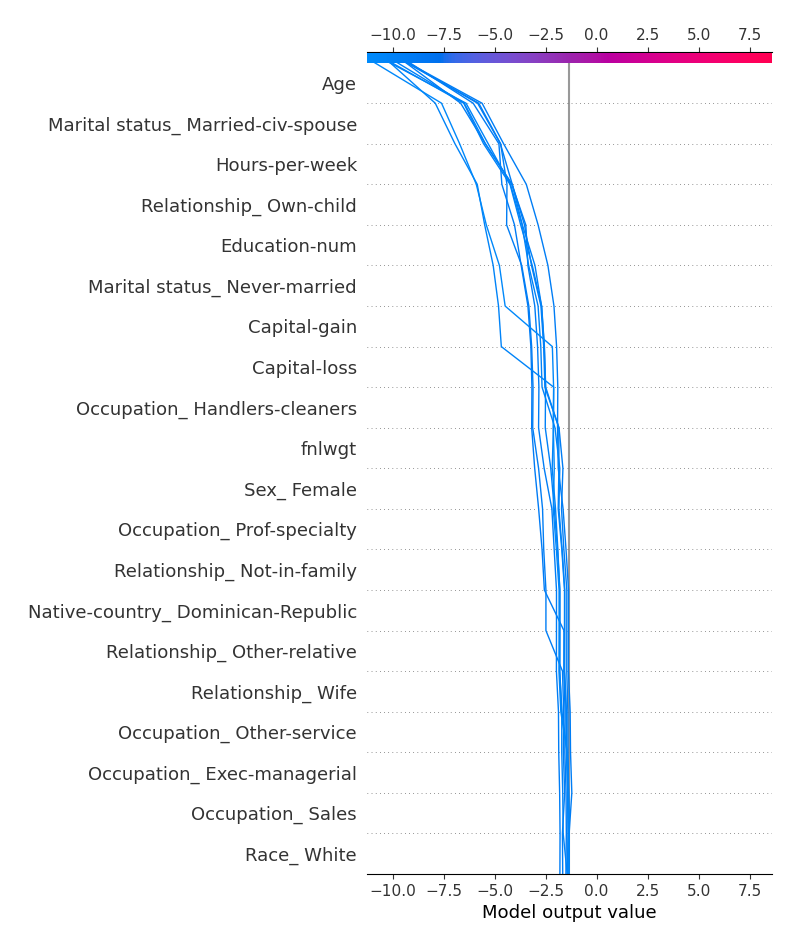 −10.0 −7.5 −5.0 −2.5 0.0 2.5 5.0 7.5
Age
Marital status_ Married-civ-spouse
Hours-per-week
Relationship_ Own-child
Education-num
Marital status_ Never-married
Capital-gain
Capital-loss
Occupation_ Handlers-cleaners
fnlwgt
Sex_ Female
Occupation_ Prof-specialty
Relationship_ Not-in-family
Native-country_ Dominican-Republic
Relationship_ Other-relative
Relationship_ Wife
Occupation_ Other-service
Occupation_ Exec-managerial
Occupation_ Sales
Race_ White
−10.0 −7.5 −5.0 −2.5 0.0 2.5 5.0 7.5
Model output value